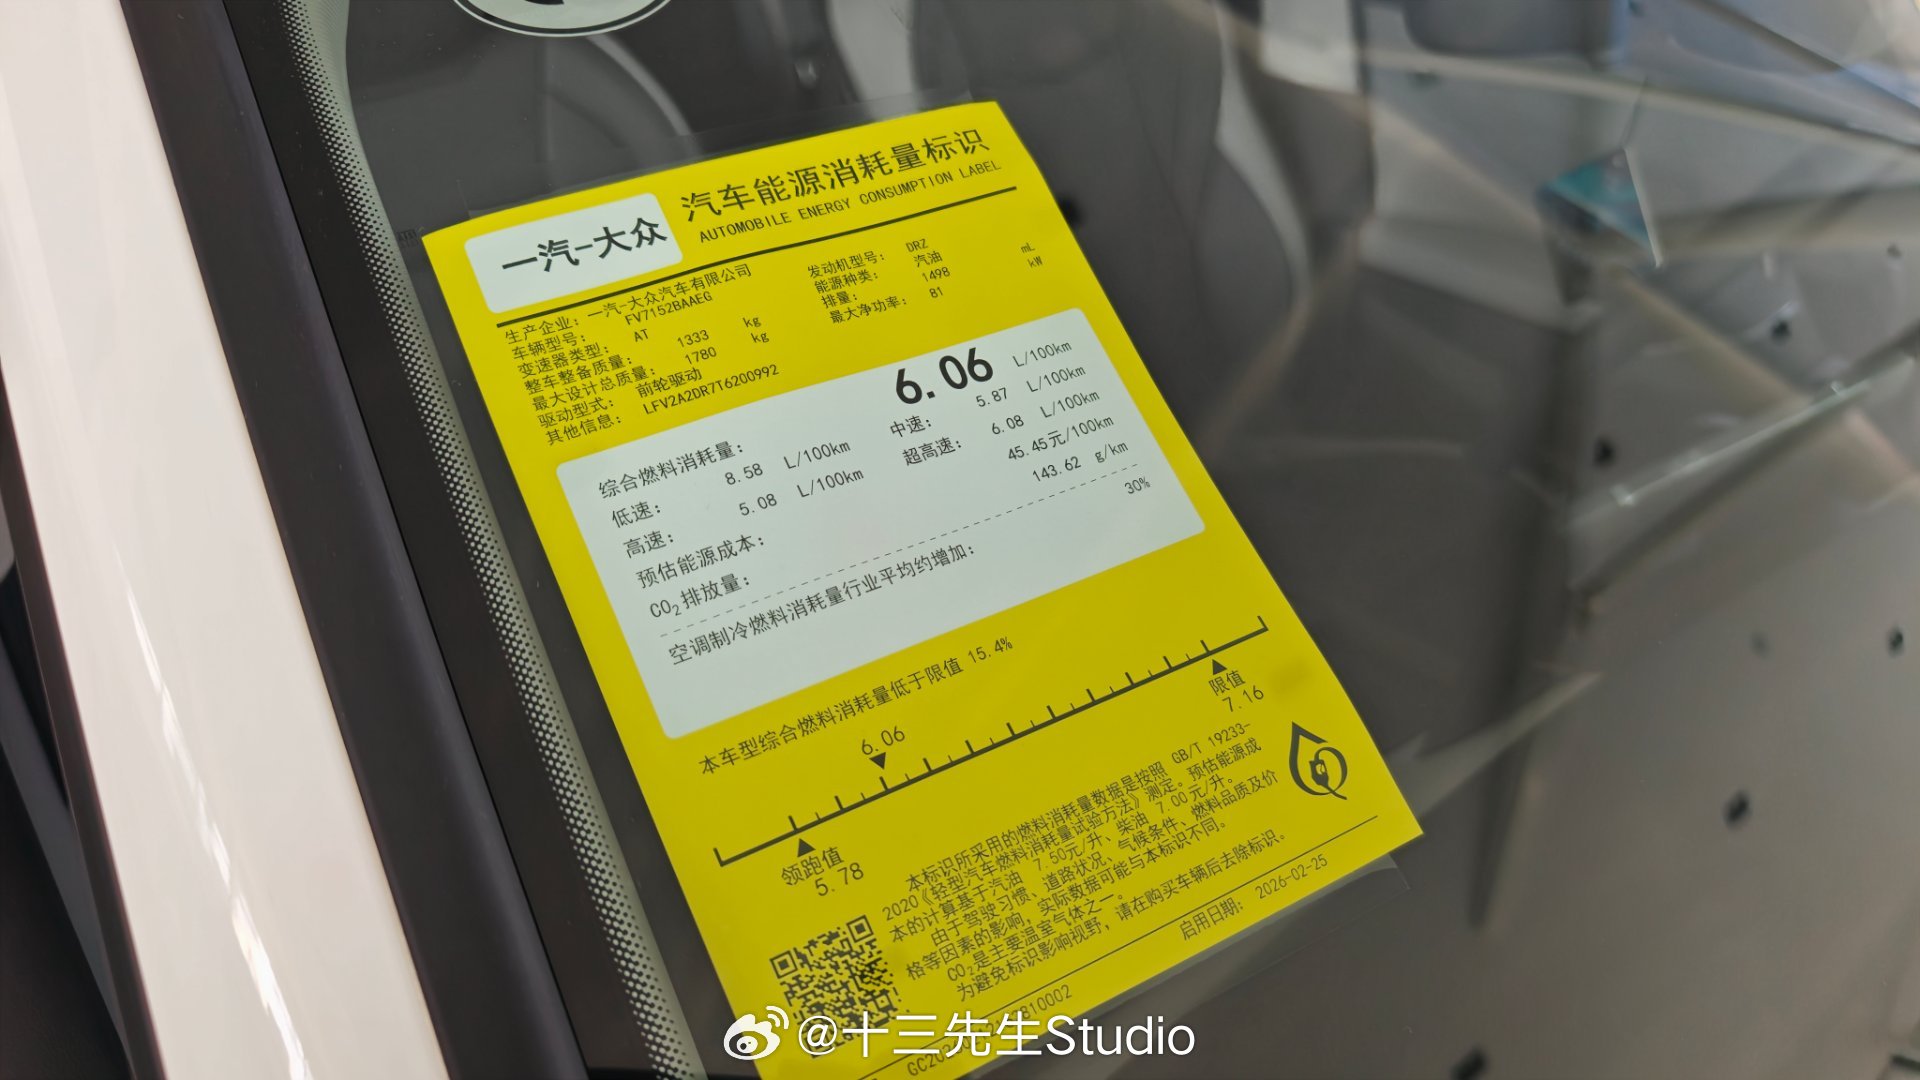 一汽-大众
汽车能源消耗量标识
AUTOMOBILE ENERGY CONSUMPTION LABEL
生产企业： 一汽-大众汽车有限公司
车辆型号： FV7152BAAEG
变速器类型： AT
整车整备质量： 1333 kg
最大设计总质量： 1780 kg
驱动型式： 前轮驱动
其他信息： LFV2A2DR7T6200992
发动机型号： DRZ
能源种类： 汽油
排量： 1498 mL
最大净功率： 81 kW
综合燃料消耗量： 6.06 L/100km
低速： 8.58 L/100km 中速： 5.87 L/100km
高速： 5.08 L/100km 超高速： 6.08 L/100km
预估能源成本： 45.45元/100km
CO₂排放量： 143.62 g/km
空调制冷燃料消耗量行业平均约增加： 30%
本车型综合燃料消耗量低于限值 15.4%
6.06
限值
7.16
领跑值
5.78
本标识所采用的燃料消耗量数据是按照 GB/T 19233-
2020《轻型汽车燃料消耗量试验方法》测定。预估能源成
本的计算基于汽油 7.50元/升、柴油 7.00元/升。
由于驾驶习惯、道路状况、气候条件、燃料品质及价
格等因素的影响，实际数据可能与本标识不同。
CO₂是主要温室气体之一。
为避免标识影响视野，请在购买车辆后去除标识。
启用日期： 2026-02-25
@十三先生Studio